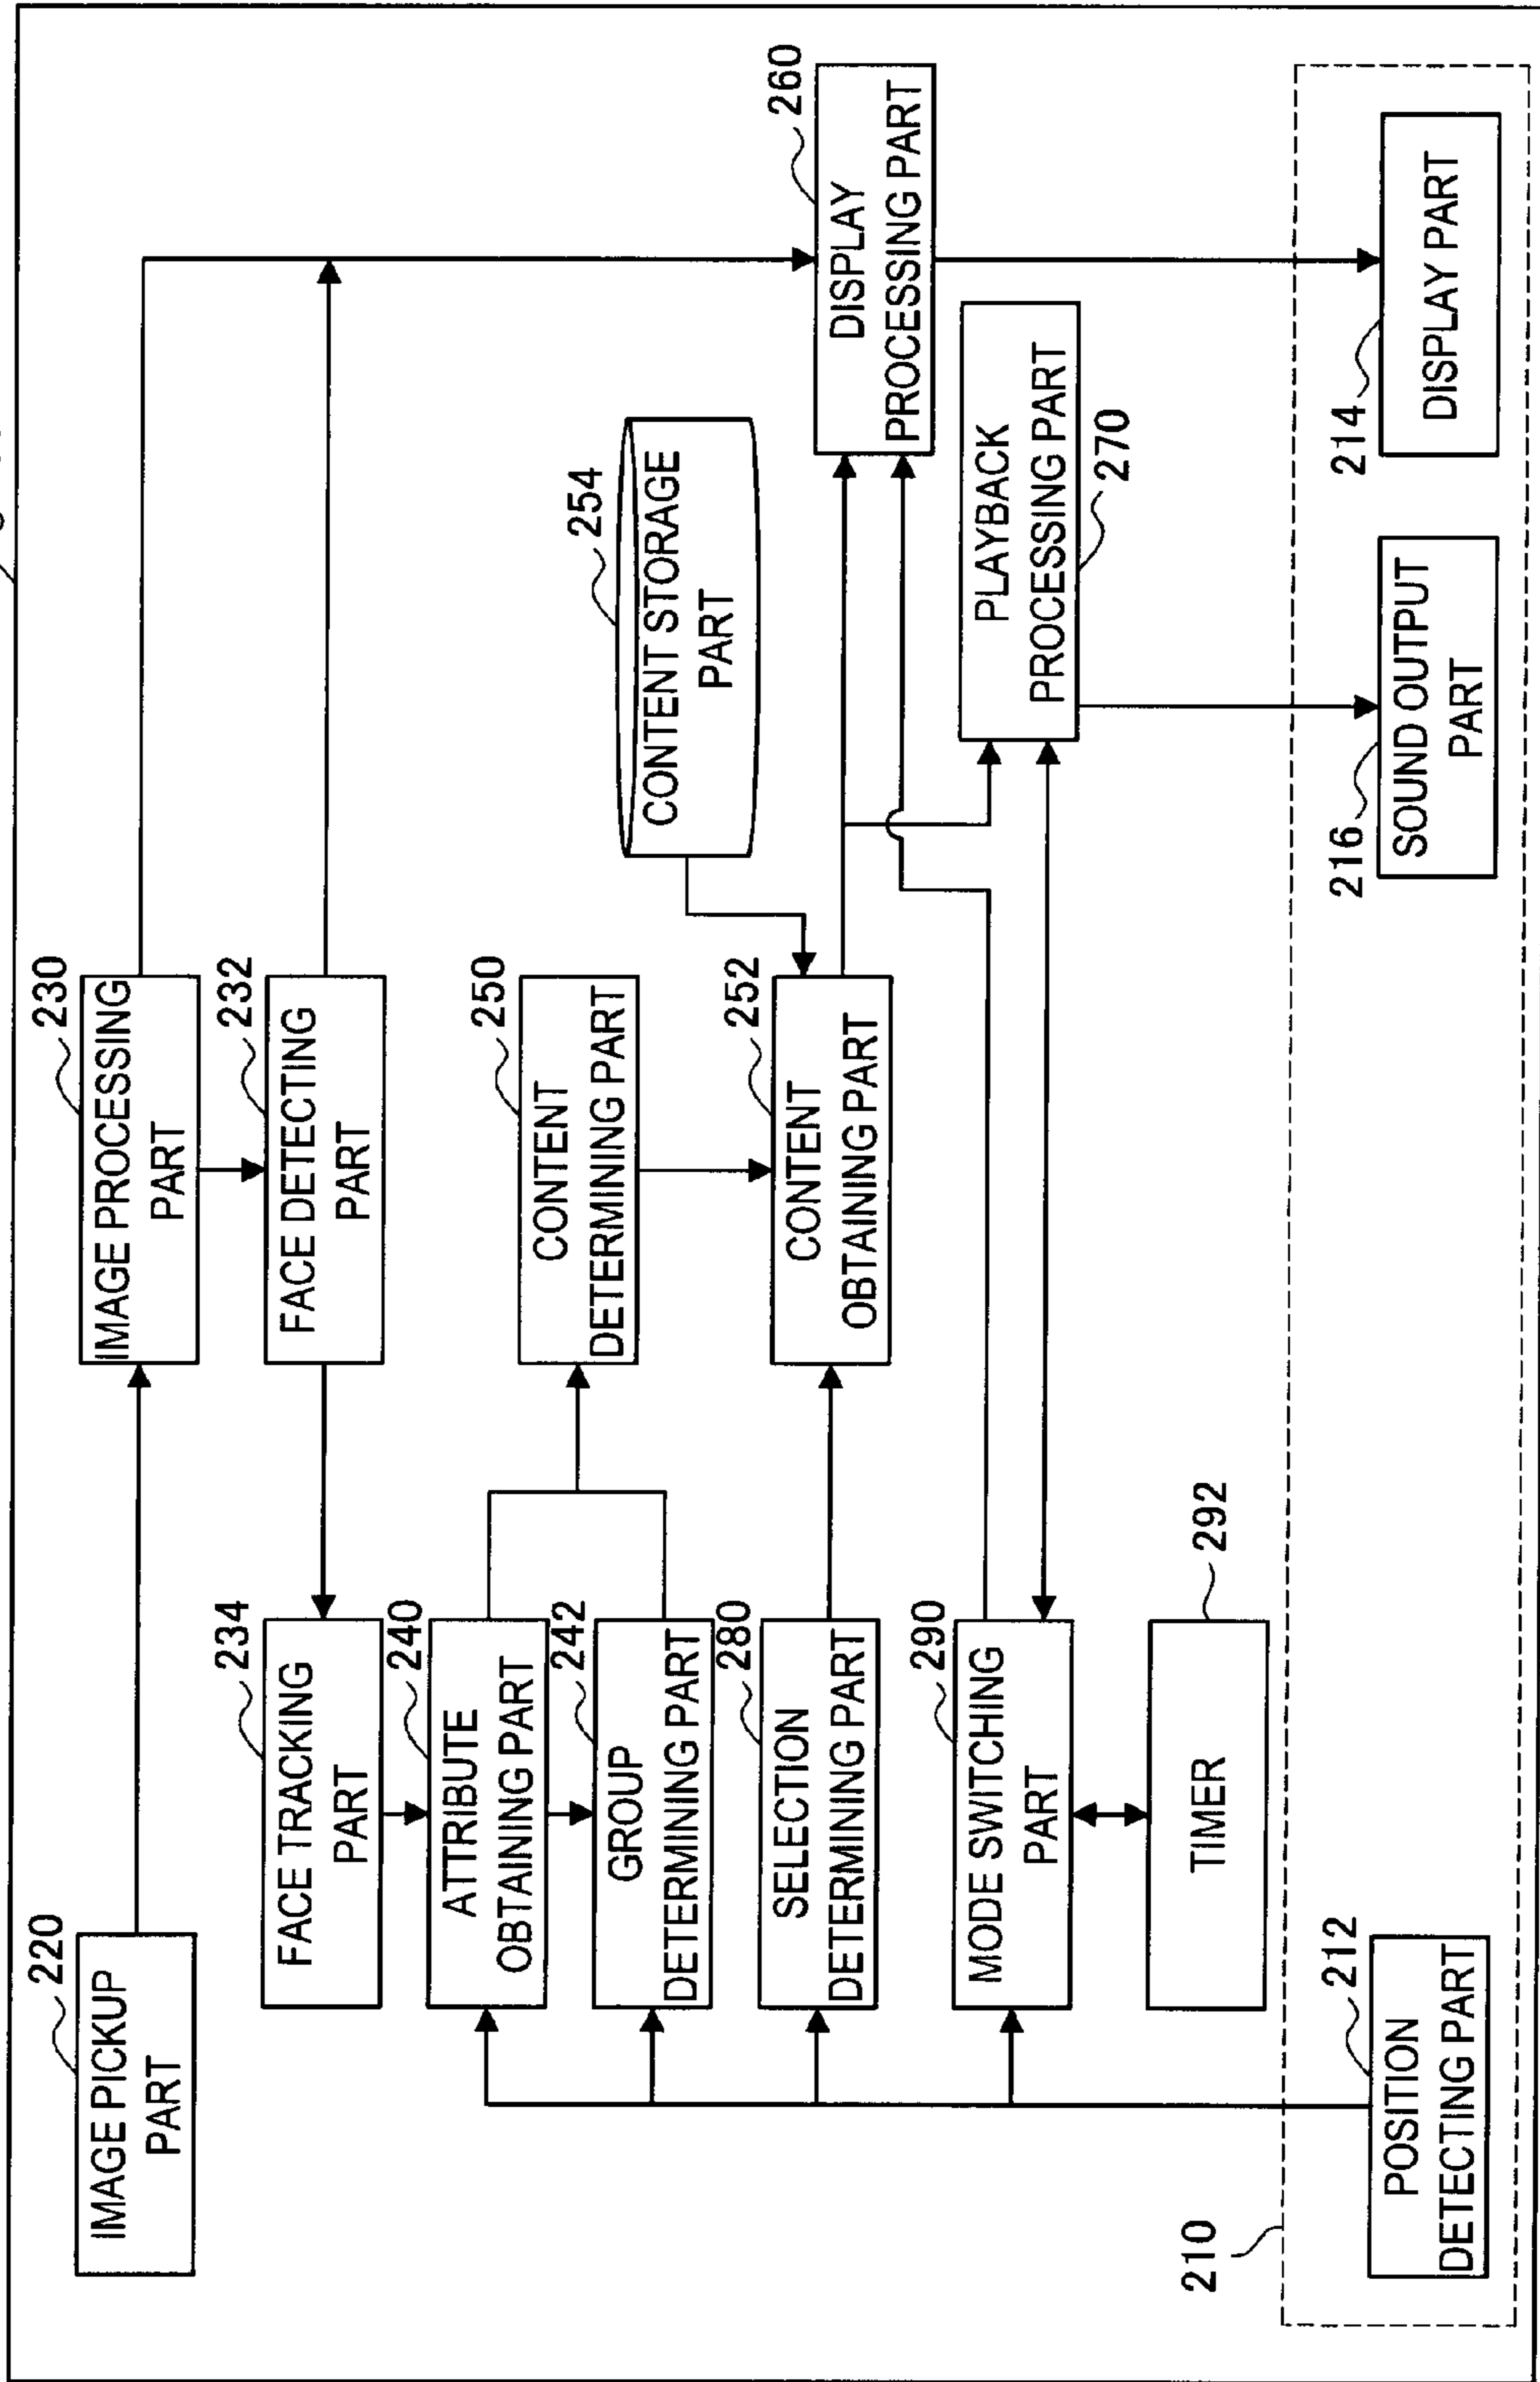 220
IMAGE PICKUP
PART
230
IMAGE PROCESSING
PART
232
FACE DETECTING
PART
234
FACE TRACKING
PART
240
ATTRIBUTE
OBTAINING PART
242
GROUP
DETERMINING PART
250
CONTENT
DETERMINING PART
254
CONTENT STORAGE
PART
280
SELECTION
DETERMINING PART
252
CONTENT
OBTAINING PART
260
DISPLAY
PROCESSING PART
290
MODE SWITCHING
PART
PLAYBACK
PROCESSING PART
270
TIMER
292
210
212
POSITION
DETECTING PART
216
SOUND OUTPUT
PART
214
DISPLAY PART